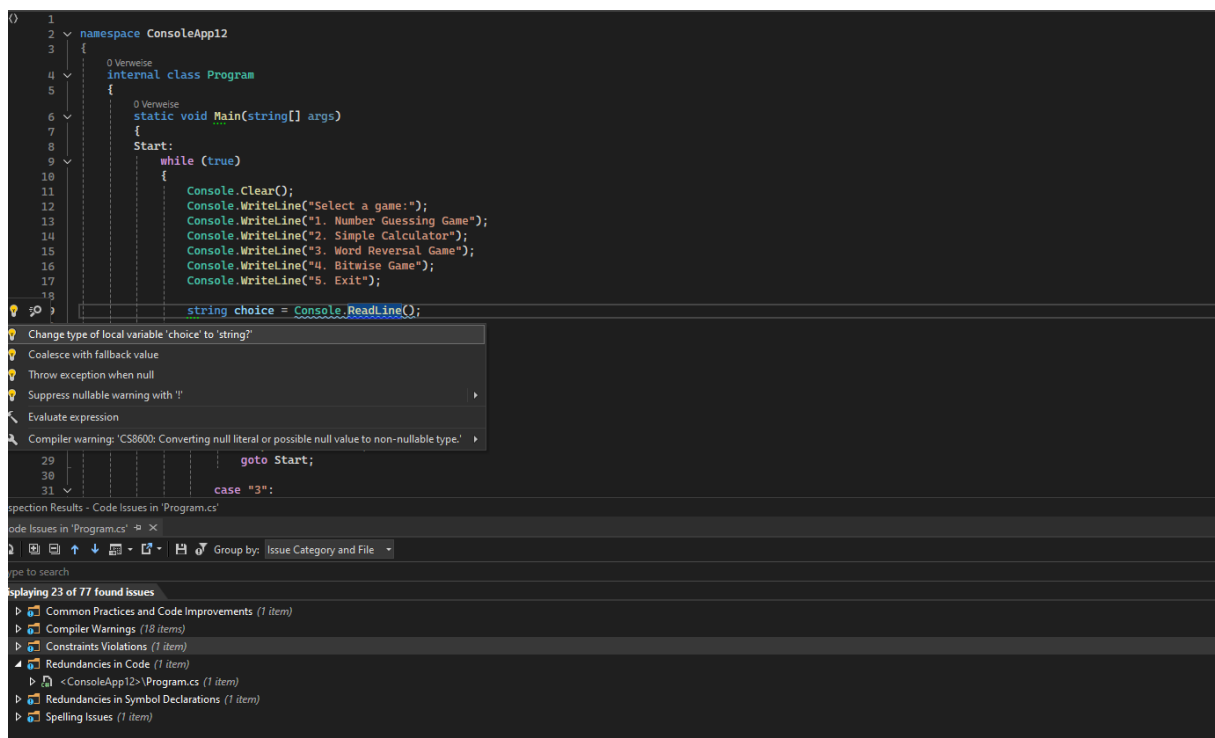 1
2 namespace ConsoleApp12
3 {
0 Verweise
4 internal class Program
5 {
0 Verweise
6 static void Main(string[] args)
7 {
8 Start:
9 while (true)
10 {
11 Console.Clear();
12 Console.WriteLine("Select a game:");
13 Console.WriteLine("1. Number Guessing Game");
14 Console.WriteLine("2. Simple Calculator");
15 Console.WriteLine("3. Word Reversal Game");
16 Console.WriteLine("4. Bitwise Game");
17 Console.WriteLine("5. Exit");
18
9 string choice = Console.ReadLine();
Change type of local variable 'choice' to 'string?'
Coalesce with fallback value
Throw exception when null
Suppress nullable warning with '!'
Evaluate expression
Compiler warning: 'CS8600: Converting null literal or possible null value to non-nullable type.'
29 goto Start;
30
31 case "3":
spection Results - Code Issues in 'Program.cs'
ode Issues in 'Program.cs'
Group by: Issue Category and File
ype to search
isplaying 23 of 77 found issues
Common Practices and Code Improvements (1 item)
Compiler Warnings (18 items)
Constraints Violations (1 item)
Redundancies in Code (1 item)
<ConsoleApp12>\Program.cs (1 item)
Redundancies in Symbol Declarations (1 item)
Spelling Issues (1 item)